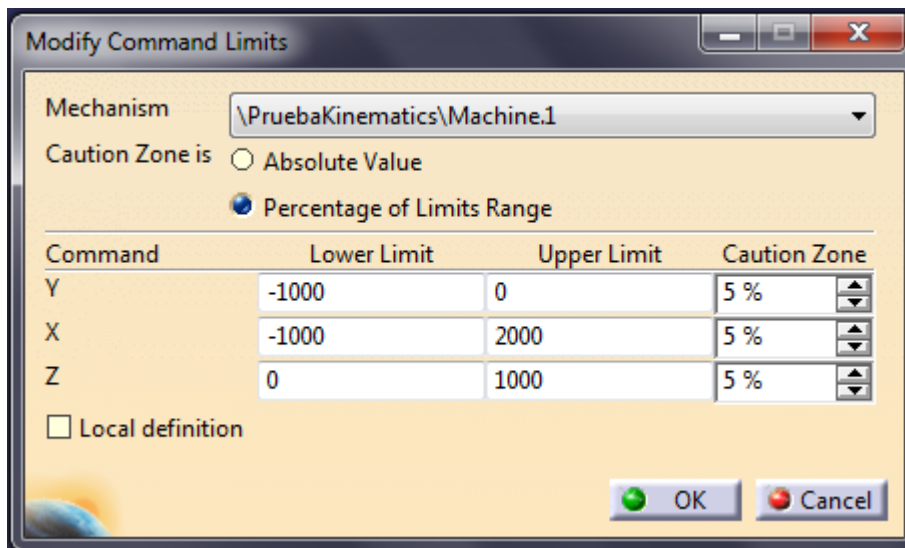 Modify Command Limits
Mechanism \PruebaKinematics\Machine.1
Caution Zone is Absolute Value
Percentage of Limits Range
Command Lower Limit Upper Limit Caution Zone
Y -1000 0 5 %
X -1000 2000 5 %
Z 0 1000 5 %
Local definition
OK Cancel